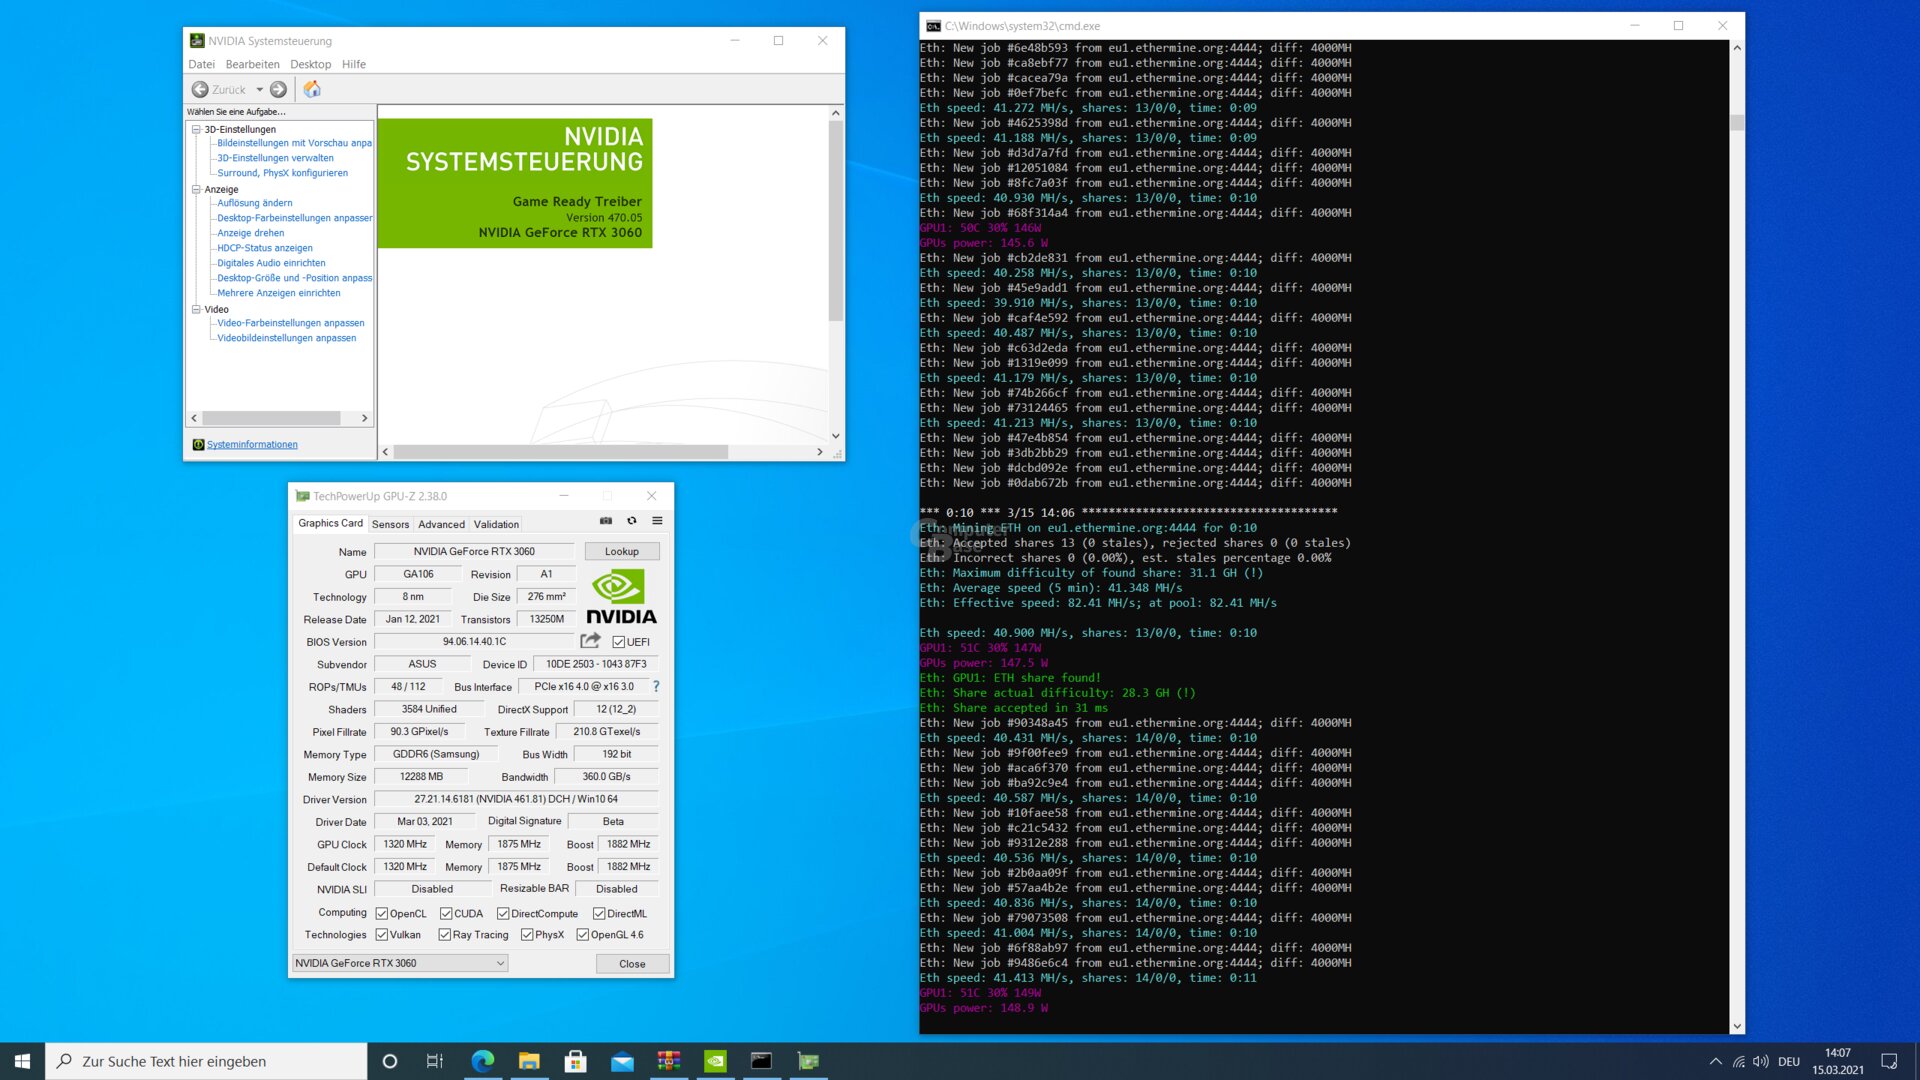 NVIDIA Systemsteuerung
Datei Bearbeiten Desktop Hilfe
Zurück
Wählen Sie eine Aufgabe...
3D-Einstellungen
Bildeinstellungen mit Vorschau anpa
3D-Einstellungen verwalten
Surround, PhysX konfigurieren
Anzeige
Auflösung ändern
Desktop-Farbeinstellungen anpasser
Anzeige drehen
HDCP-Status anzeigen
Digitales Audio einrichten
Desktop-Größe und -Position anpass
Mehrere Anzeigen einrichten
Video
Video-Farbeinstellungen anpassen
Videobildeinstellungen anpassen
Systeminformationen
NVIDIA
SYSTEMSTEUERUNG
Game Ready Treiber
Version 470.05
NVIDIA GeForce RTX 3060
TechPowerUp GPU-Z 2.38.0
Graphics Card Sensors Advanced Validation
Name NVIDIA GeForce RTX 3060 Lookup
GPU GA106 Revision A1
Technology 8 nm Die Size 276 mm²
Release Date Jan 12, 2021 Transistors 13250M
NVIDIA
BIOS Version 94.06.14.40.1C UEFI
Subvendor ASUS Device ID 10DE 2503 - 1043 87F3
ROPs/TMUs 48 / 112 Bus Interface PCIe x16 4.0 @ x16 3.0 ?
Shaders 3584 Unified DirectX Support 12 (12_2)
Pixel Fillrate 90.3 GPixel/s Texture Fillrate 210.8 GTexel/s
Memory Type GDDR6 (Samsung) Bus Width 192 bit
Memory Size 12288 MB Bandwidth 360.0 GB/s
Driver Version 27.21.14.6181 (NVIDIA 461.81) DCH / Win10 64
Driver Date Mar 03, 2021 Digital Signature Beta
GPU Clock 1320 MHz Memory 1875 MHz Boost 1882 MHz
Default Clock 1320 MHz Memory 1875 MHz Boost 1882 MHz
NVIDIA SLI Disabled Resizable BAR Disabled
Computing OpenCL CUDA DirectCompute DirectML
Technologies Vulkan Ray Tracing PhysX OpenGL 4.6
NVIDIA GeForce RTX 3060 Close
C:\Windows\system32\cmd.exe
Eth: New job #6e48b593 from eu1.ethermine.org:4444; diff: 4000MH
Eth: New job #ca8ebf77 from eu1.ethermine.org:4444; diff: 4000MH
Eth: New job #cacea79a from eu1.ethermine.org:4444; diff: 4000MH
Eth: New job #0ef7befc from eu1.ethermine.org:4444; diff: 4000MH
Eth speed: 41.272 MH/s, shares: 13/0/0, time: 0:09
Eth: New job #4625398d from eu1.ethermine.org:4444; diff: 4000MH
Eth speed: 41.188 MH/s, shares: 13/0/0, time: 0:09
Eth: New job #d3d7a7fd from eu1.ethermine.org:4444; diff: 4000MH
Eth: New job #12051084 from eu1.ethermine.org:4444; diff: 4000MH
Eth: New job #8fc7a03f from eu1.ethermine.org:4444; diff: 4000MH
Eth speed: 40.930 MH/s, shares: 13/0/0, time: 0:10
Eth: New job #68f314a4 from eu1.ethermine.org:4444; diff: 4000MH
GPU1: 50C 30% 146W
GPUs power: 145.6 W
Eth: New job #cb2de831 from eu1.ethermine.org:4444; diff: 4000MH
Eth speed: 40.258 MH/s, shares: 13/0/0, time: 0:10
Eth: New job #45e9add1 from eu1.ethermine.org:4444; diff: 4000MH
Eth speed: 39.910 MH/s, shares: 13/0/0, time: 0:10
Eth: New job #caf4e592 from eu1.ethermine.org:4444; diff: 4000MH
Eth speed: 40.487 MH/s, shares: 13/0/0, time: 0:10
Eth: New job #c63d2eda from eu1.ethermine.org:4444; diff: 4000MH
Eth: New job #1319e099 from eu1.ethermine.org:4444; diff: 4000MH
Eth speed: 41.179 MH/s, shares: 13/0/0, time: 0:10
Eth: New job #74b266cf from eu1.ethermine.org:4444; diff: 4000MH
Eth: New job #73124465 from eu1.ethermine.org:4444; diff: 4000MH
Eth speed: 41.213 MH/s, shares: 13/0/0, time: 0:10
Eth: New job #47e4b854 from eu1.ethermine.org:4444; diff: 4000MH
Eth: New job #3db2bb29 from eu1.ethermine.org:4444; diff: 4000MH
Eth: New job #dcbd092e from eu1.ethermine.org:4444; diff: 4000MH
Eth: New job #0dab672b from eu1.ethermine.org:4444; diff: 4000MH
*** 0:10 *** 3/15 14:06 **************************************
Eth: Mining ETH on eu1.ethermine.org:4444 for 0:10
Eth: Accepted shares 13 (0 stales), rejected shares 0 (0 stales)
Eth: Incorrect shares 0 (0.00%), est. stales percentage 0.00%
Eth: Maximum difficulty of found share: 31.1 GH (!)
Eth: Average speed (5 min): 41.348 MH/s
Eth: Effective speed: 82.41 MH/s; at pool: 82.41 MH/s
Eth speed: 40.900 MH/s, shares: 13/0/0, time: 0:10
GPU1: 51C 30% 147W
GPUs power: 147.5 W
Eth: GPU1: ETH share found!
Eth: Share actual difficulty: 28.3 GH (!)
Eth: Share accepted in 31 ms
Eth: New job #90348a45 from eu1.ethermine.org:4444; diff: 4000MH
Eth speed: 40.431 MH/s, shares: 14/0/0, time: 0:10
Eth: New job #9f00fee9 from eu1.ethermine.org:4444; diff: 4000MH
Eth: New job #aca6f370 from eu1.ethermine.org:4444; diff: 4000MH
Eth: New job #ba92c9e4 from eu1.ethermine.org:4444; diff: 4000MH
Eth speed: 40.587 MH/s, shares: 14/0/0, time: 0:10
Eth: New job #10faee58 from eu1.ethermine.org:4444; diff: 4000MH
Eth: New job #c21c5432 from eu1.ethermine.org:4444; diff: 4000MH
Eth: New job #9312e288 from eu1.ethermine.org:4444; diff: 4000MH
Eth speed: 40.536 MH/s, shares: 14/0/0, time: 0:10
Eth: New job #2b0aa09f from eu1.ethermine.org:4444; diff: 4000MH
Eth: New job #57aa4b2e from eu1.ethermine.org:4444; diff: 4000MH
Eth speed: 40.836 MH/s, shares: 14/0/0, time: 0:10
Eth: New job #79073508 from eu1.ethermine.org:4444; diff: 4000MH
Eth speed: 41.004 MH/s, shares: 14/0/0, time: 0:10
Eth: New job #6f88ab97 from eu1.ethermine.org:4444; diff: 4000MH
Eth: New job #9486e6c4 from eu1.ethermine.org:4444; diff: 4000MH
Eth speed: 41.413 MH/s, shares: 14/0/0, time: 0:11
GPU1: 51C 30% 149W
GPUs power: 148.9 W
Computer
Base
Zur Suche Text hier eingeben
DEU
14:07
15.03.2021